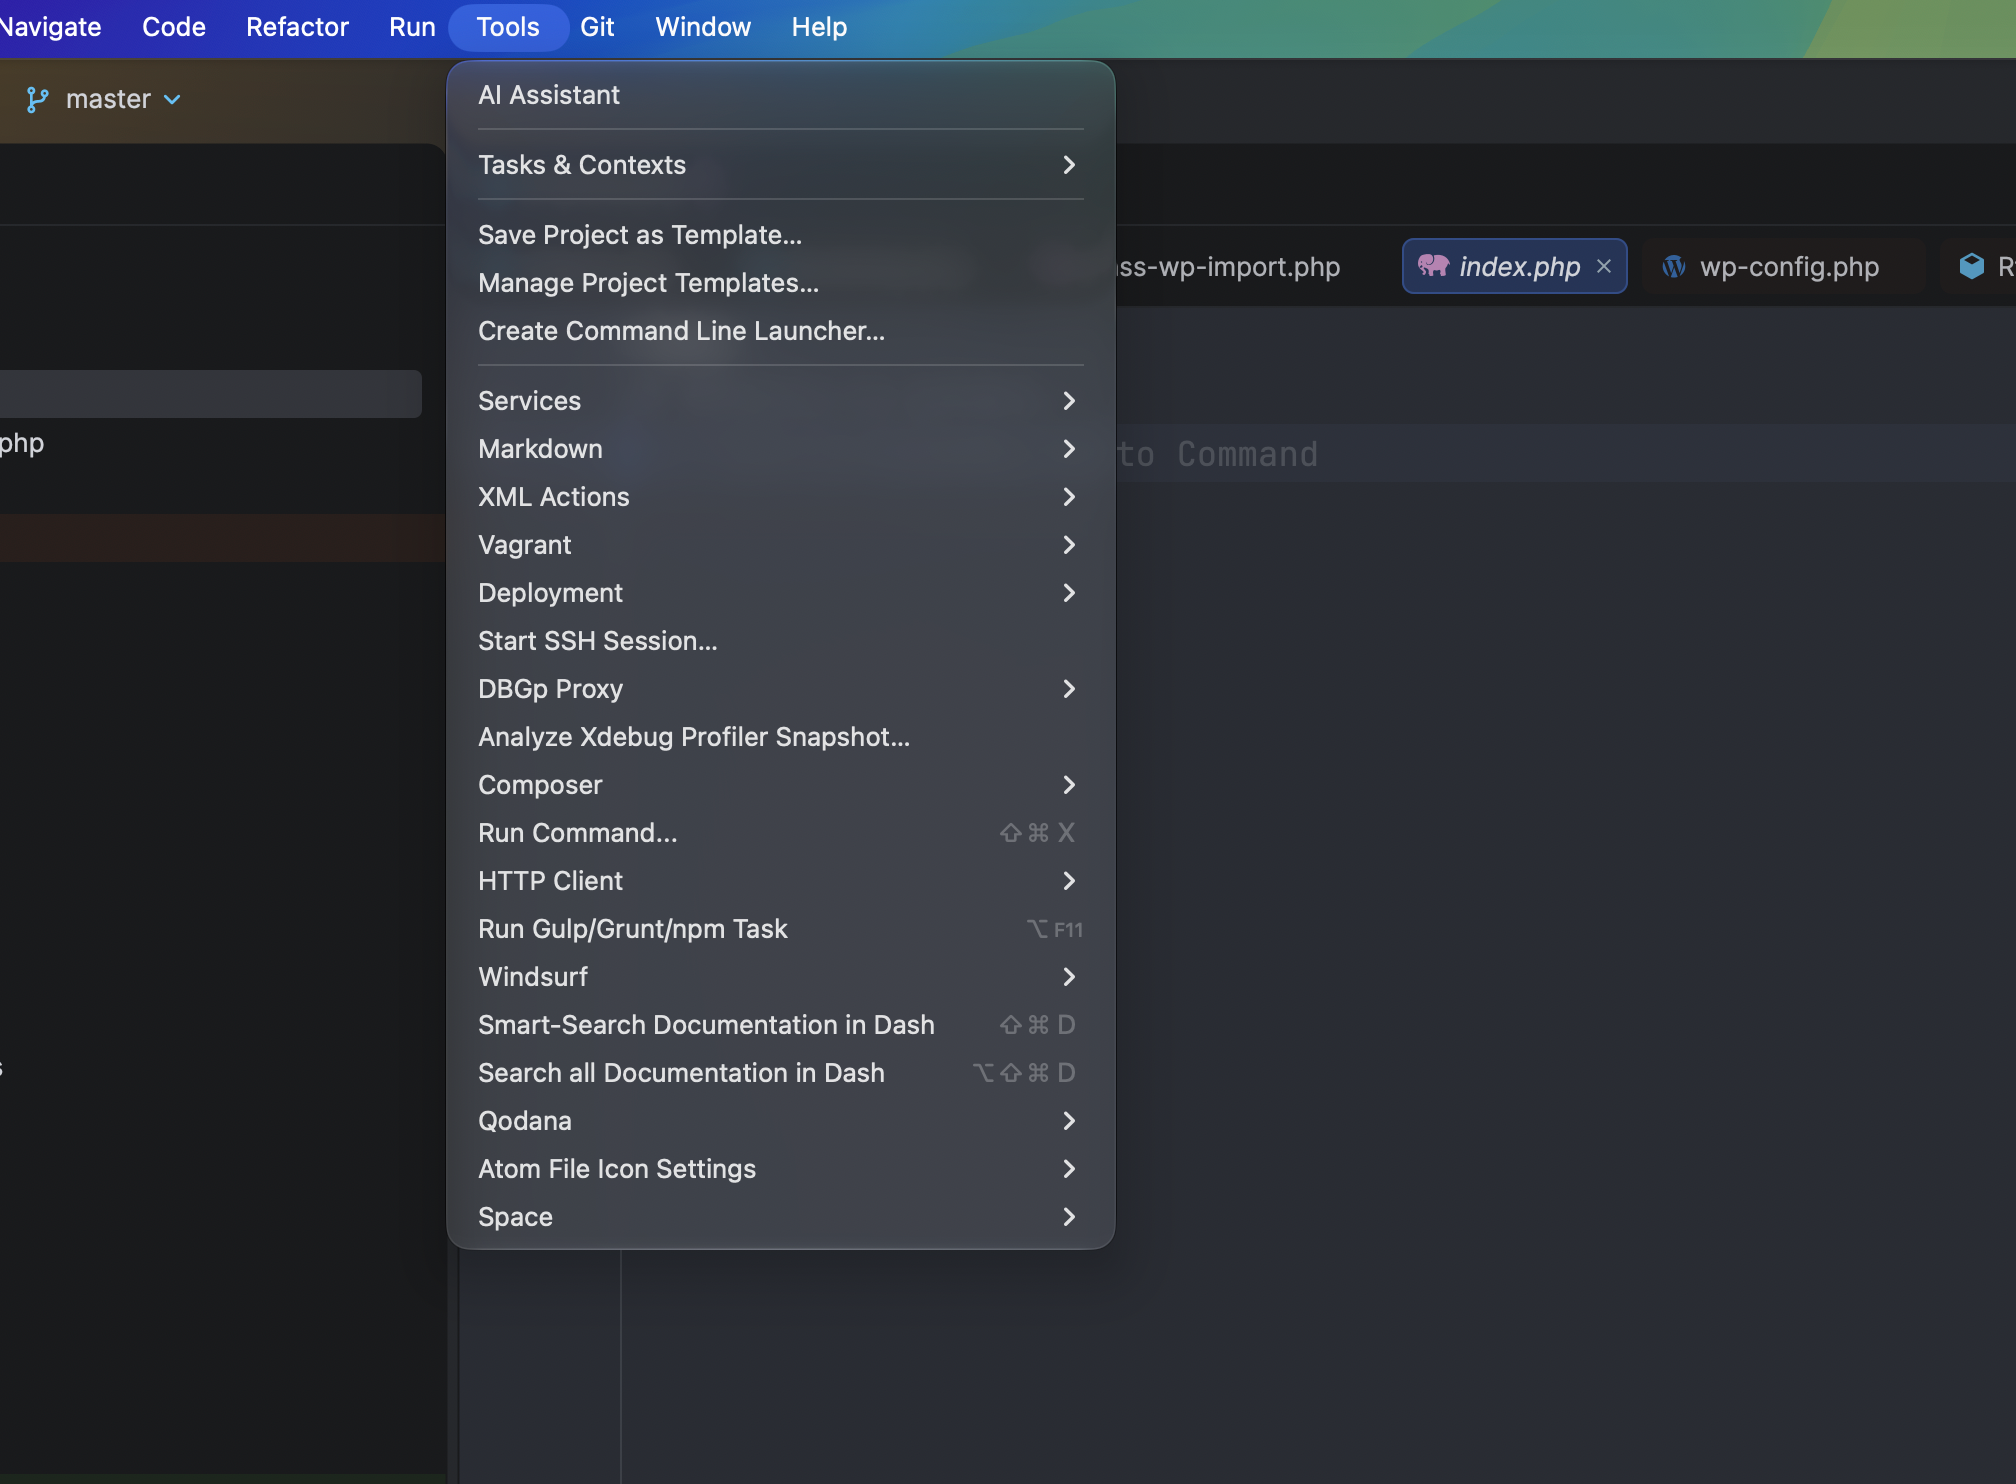 Navigate Code Refactor Run Tools Git Window Help
master
AI Assistant
Tasks & Contexts
Save Project as Template...
Manage Project Templates...
Create Command Line Launcher...
Services
Markdown
XML Actions
Vagrant
Deployment
Start SSH Session...
DBGp Proxy
Analyze Xdebug Profiler Snapshot...
Composer
Run Command... ⇧⌘ X
HTTP Client
Run Gulp/Grunt/npm Task ⌥ F11
Windsurf
Smart-Search Documentation in Dash ⇧⌘ D
Search all Documentation in Dash ⌥⇧⌘ D
Qodana
Atom File Icon Settings
Space
ss-wp-import.php index.php wp-config.php
php
to Command